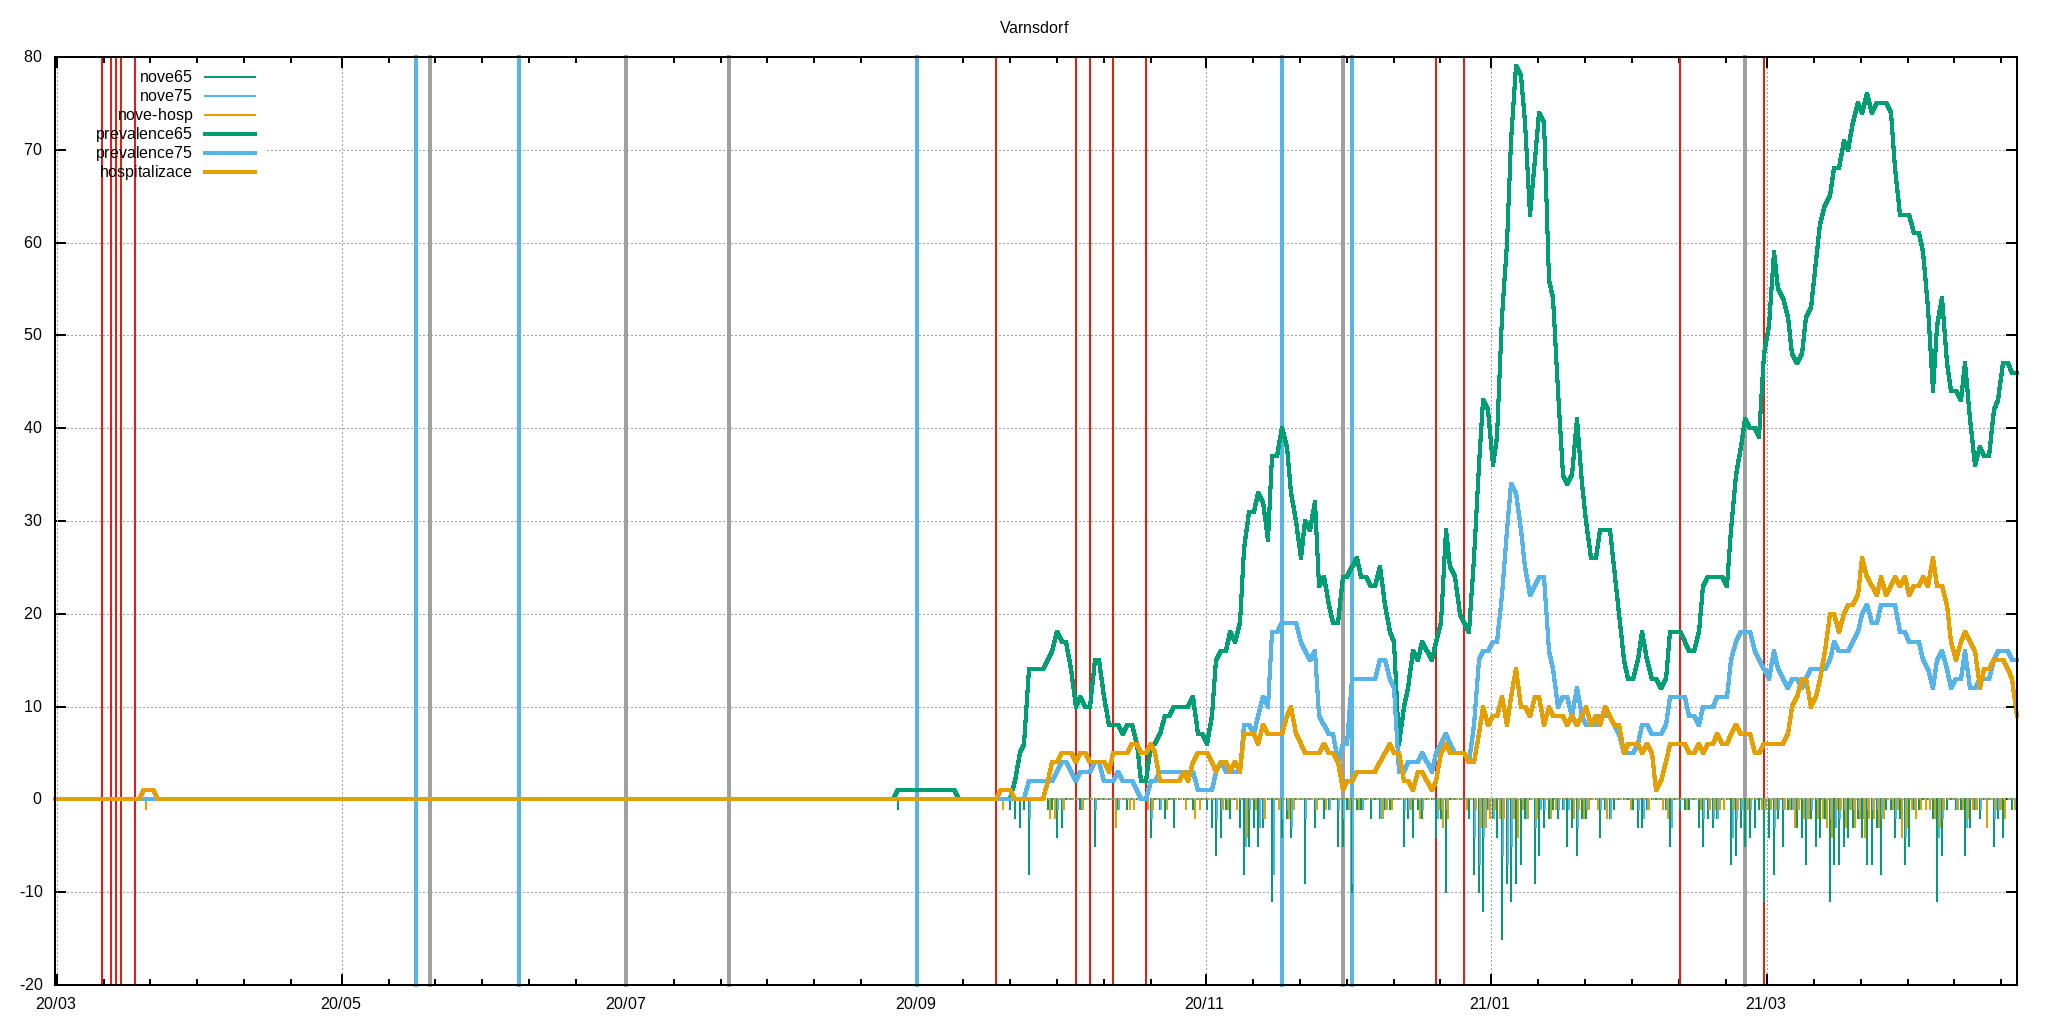 Varnsdorf
80
70
60
50
40
30
20
10
0
-10
-20
nove65
nove75
nove-hosp
prevalence65
prevalence75
hospitalizace
20/03 20/05 20/07 20/09 20/11 21/01 21/03